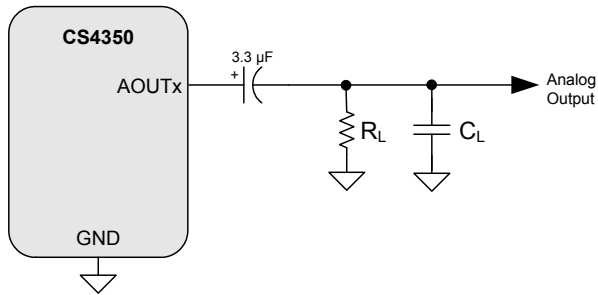 CS4350
3.3 µF
+
AOUTx
Analog
Output
RL
CL
GND